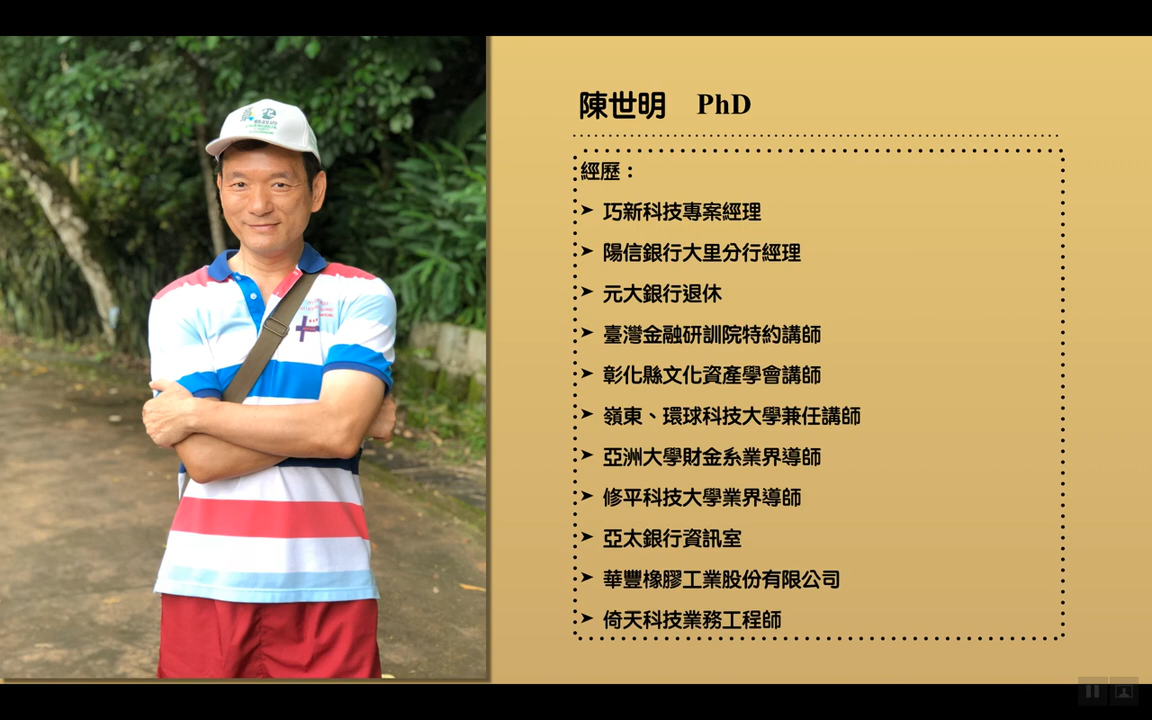 陳世明 PhD
經歷：
➤ 巧新科技專案經理
➤ 陽信銀行大里分行經理
➤ 元大銀行退休
➤ 臺灣金融研訓院特約講師
➤ 彰化縣文化資產學會講師
➤ 嶺東、環球科技大學兼任講師
➤ 亞洲大學財金系業界導師
➤ 修平科技大學業界導師
➤ 亞太銀行資訊室
➤ 華豐橡膠工業股份有限公司
➤ 倚天科技業務工程師